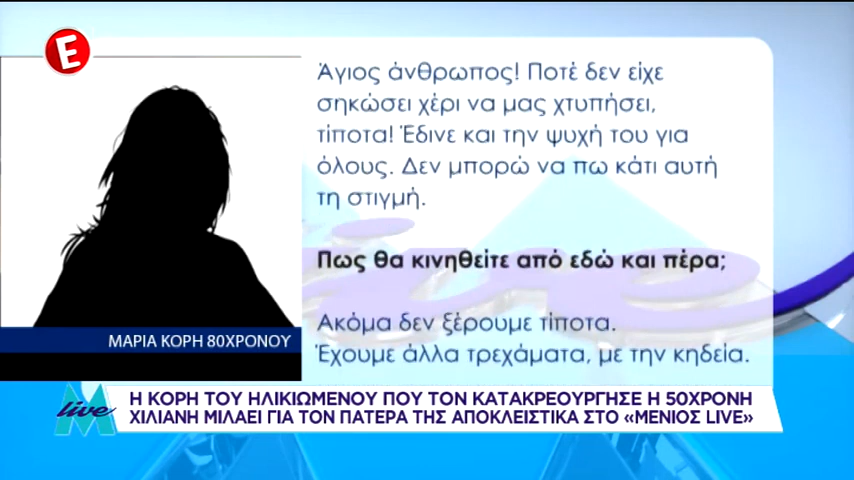 E
Άγιος άνθρωπος! Ποτέ δεν είχε
σηκώσει χέρι να μας χτυπήσει,
τίποτα! Έδινε και την ψυχή του για
όλους. Δεν μπορώ να πω κάτι αυτή
τη στιγμή.
Πως θα κινηθείτε από εδώ και πέρα;
Ακόμα δεν ξέρουμε τίποτα.
Έχουμε άλλα τρεχάματα, με την κηδεία.
ΜΑΡΙΑ ΚΟΡΗ 80ΧΡΟΝΟΥ
M live
Η ΚΟΡΗ ΤΟΥ ΗΛΙΚΙΩΜΕΝΟΥ ΠΟΥ ΤΟΝ ΚΑΤΑΚΡΕΟΥΡΓΗΣΕ Η 50ΧΡΟΝΗ
ΧΙΛΙΑΝΗ ΜΙΛΑΕΙ ΓΙΑ ΤΟΝ ΠΑΤΕΡΑ ΤΗΣ ΑΠΟΚΛΕΙΣΤΙΚΑ ΣΤΟ «ΜΕΝΙΟΣ LIVE»